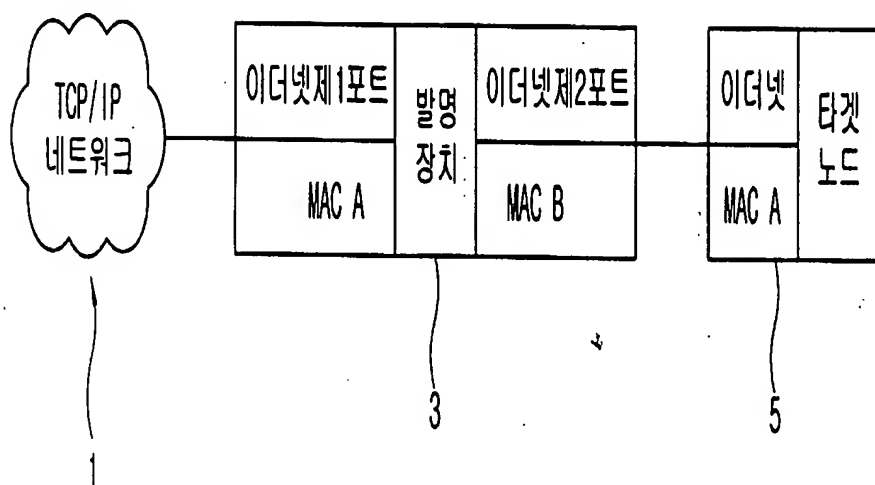 TCP/IP
네트워크
이더넷제1포트
MAC A
발명
장치
이더넷제2포트
MAC B
이더넷
MAC A
타겟
노드
1
3
5